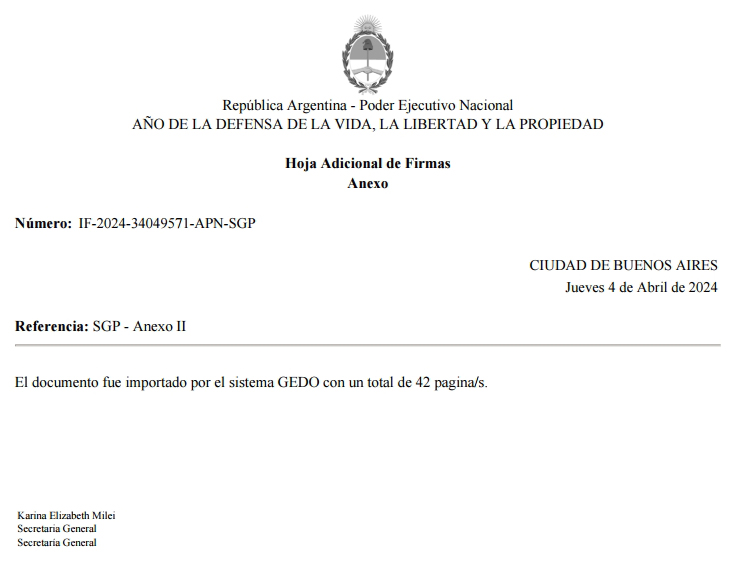 República Argentina - Poder Ejecutivo Nacional
AÑO DE LA DEFENSA DE LA VIDA, LA LIBERTAD Y LA PROPIEDAD
Hoja Adicional de Firmas
Anexo
Número: IF-2024-34049571-APN-SGP
CIUDAD DE BUENOS AIRES
Jueves 4 de Abril de 2024
Referencia: SGP - Anexo II
El documento fue importado por el sistema GEDO con un total de 42 pagina/s.
Karina Elizabeth Milei
Secretaria General
Secretaria General